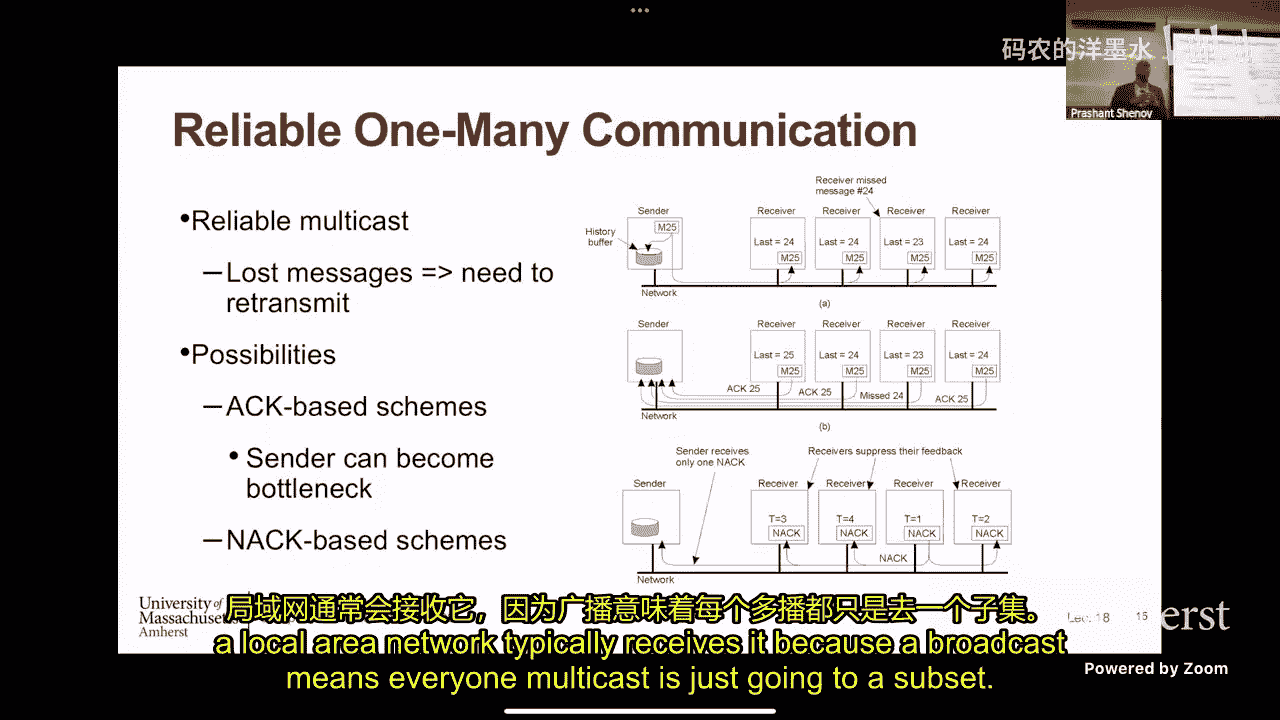 码农的洋墨水
Prashant Shenoy
Reliable One-Many Communication
•Reliable multicast
–Lost messages => need to
retransmit
•Possibilities
–ACK-based schemes
• Sender can become
bottleneck
–NACK-based schemes
Receiver missed
message #24
Sender
Receiver
Receiver
Receiver
Receiver
History
buffer
M25
Last = 24
Last = 24
Last = 23
Last = 24
M25
M25
M25
M25
Network
(a)
Sender
Receiver
Receiver
Receiver
Receiver
Last = 25
Last = 24
Last = 23
Last = 24
M25
M25
M25
M25
ACK 25
ACK 25
Missed 24
ACK 25
Network
(b)
Sender receives
only one NACK
Receivers suppress their feedback
Sender
Receiver
Receiver
Receiver
Receiver
T=3
T=4
T=1
T=2
NACK
NACK
NACK
NACK
NACK
Network
University of
Amherst
Lec. 18
15
局域网通常会接收它，因为广播意味着每个多播都只是去一个子集。
a local area network typically receives it because a broadcast
means everyone multicast is just going to a subset.
Powered by Zoom